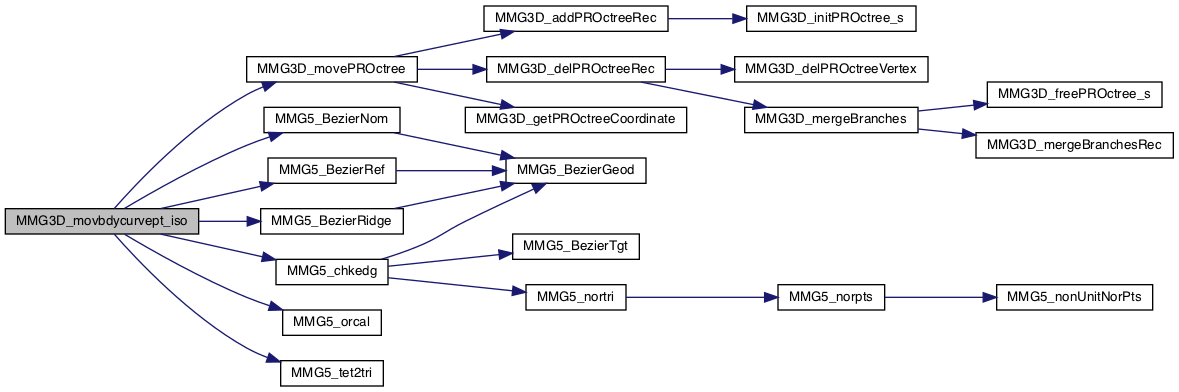 MMG3D_addPROctreeRec
MMG3D_initPROctree_s
MMG3D_movePROctree
MMG3D_delPROctreeRec
MMG3D_delPROctreeVertex
MMG3D_freePROctree_s
MMG5_BezierNom
MMG3D_getPROctreeCoordinate
MMG3D_mergeBranches
MMG3D_mergeBranchesRec
MMG5_BezierRef
MMG5_BezierGeod
MMG3D_movbdycurvept_iso
MMG5_BezierRidge
MMG5_BezierTgt
MMG5_chkedg
MMG5_nortri
MMG5_norpts
MMG5_nonUnitNorPts
MMG5_orcal
MMG5_tet2tri